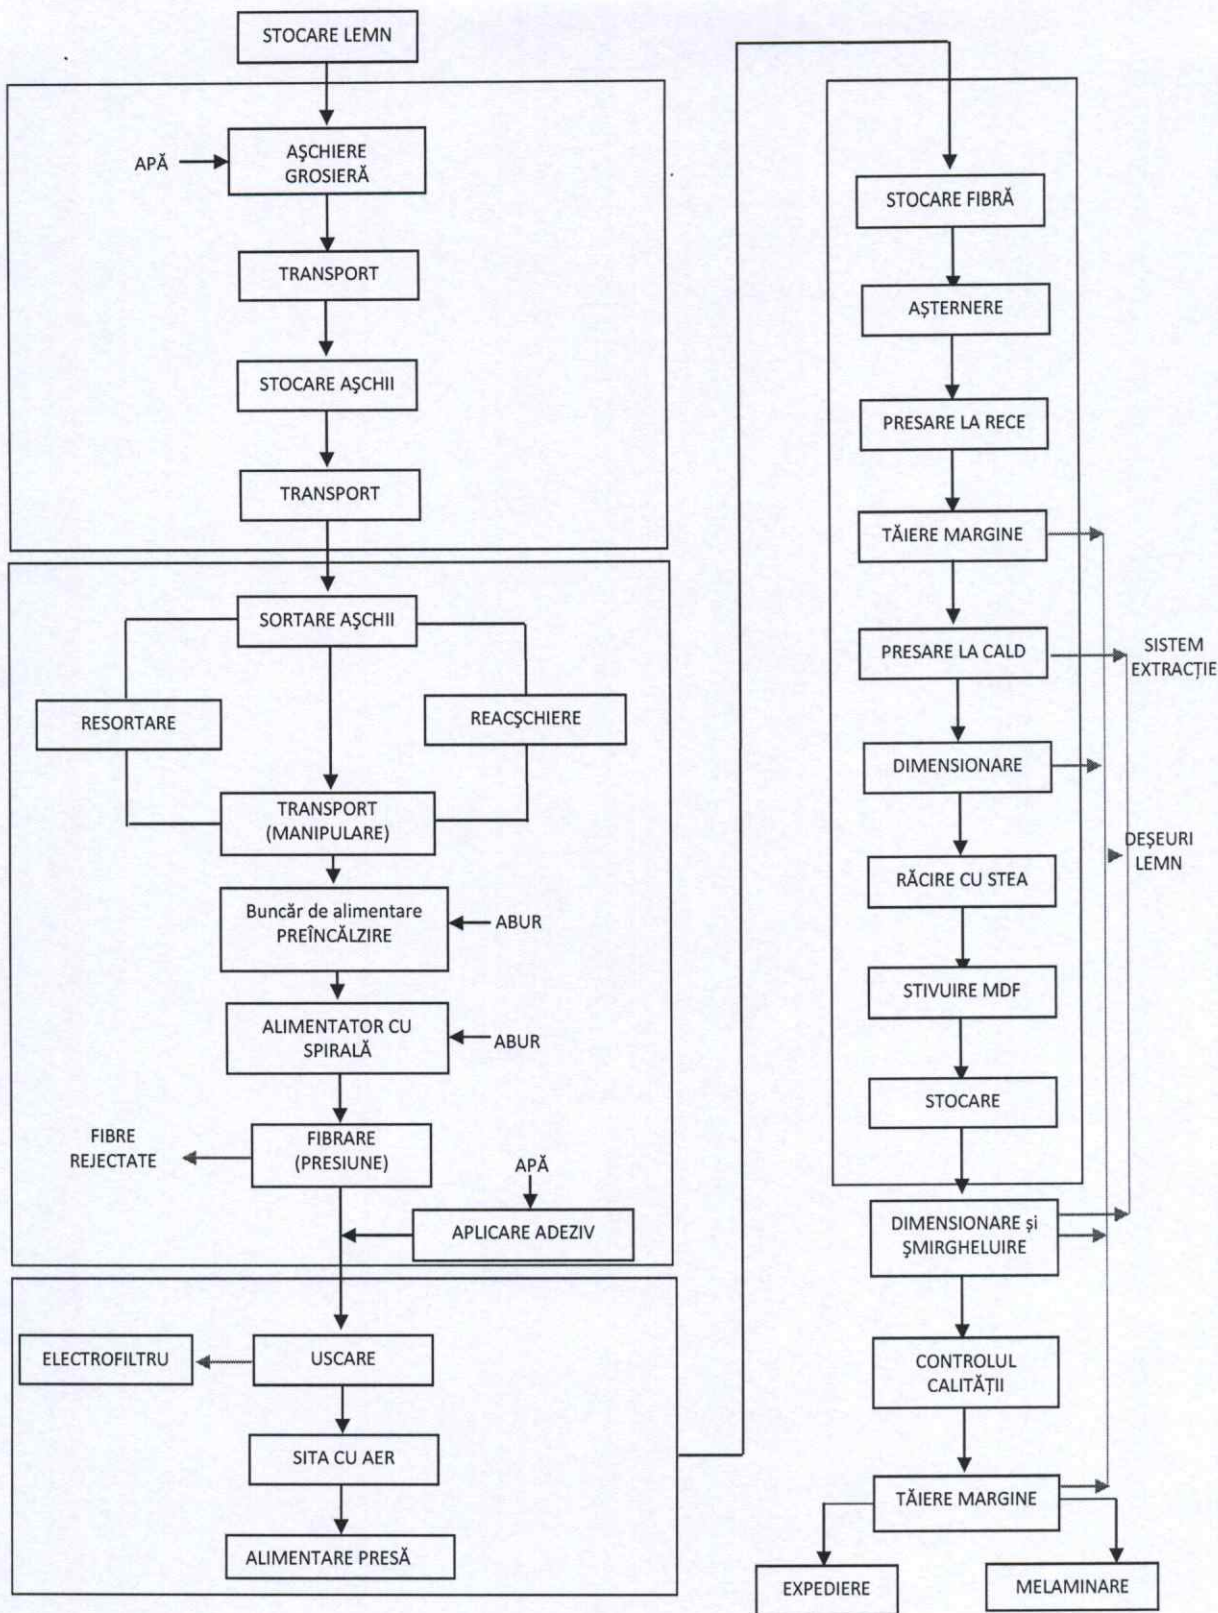 STOCARE LEMN
APĂ
AŞCHIERE
GROSIERĂ
TRANSPORT
STOCARE AŞCHII
TRANSPORT
SORTARE AŞCHII
RESORTARE
REACŞCHIERE
TRANSPORT
(MANIPULARE)
Buncăr de alimentare
PREÎNCĂLZIRE
ABUR
ALIMENTATOR CU
SPIRALĂ
ABUR
FIBRE
REJECTATE
FIBRARE
(PRESIUNE)
APĂ
APLICARE ADEZIV
ELECTROFILTRU
USCARE
SITA CU AER
ALIMENTARE PRESĂ
STOCARE FIBRĂ
AŞTERNERE
PRESARE LA RECE
TĂIERE MARGINE
PRESARE LA CALD
SISTEM
EXTRACŢIE
DIMENSIONARE
DEŞEURI
LEMN
RĂCIRE CU STEA
STIVUIRE MDF
STOCARE
DIMENSIONARE şi
ŞMIRGHELUIRE
CONTROLUL
CALITĂŢII
TĂIERE MARGINE
EXPEDIERE
MELAMINARE